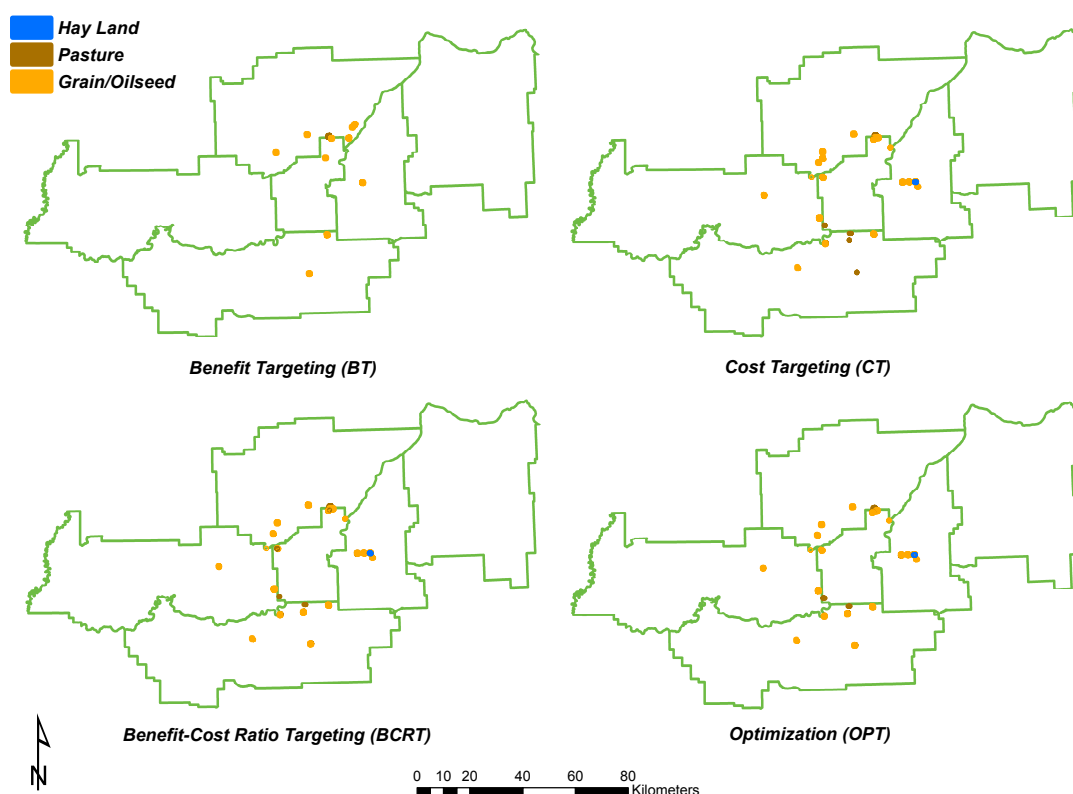 Hay Land
Pasture
Grain/Oilseed
Benefit Targeting (BT)
Cost Targeting (CT)
Benefit-Cost Ratio Targeting (BCRT)
Optimization (OPT)
N
0 10 20 40 60 80
Kilometers